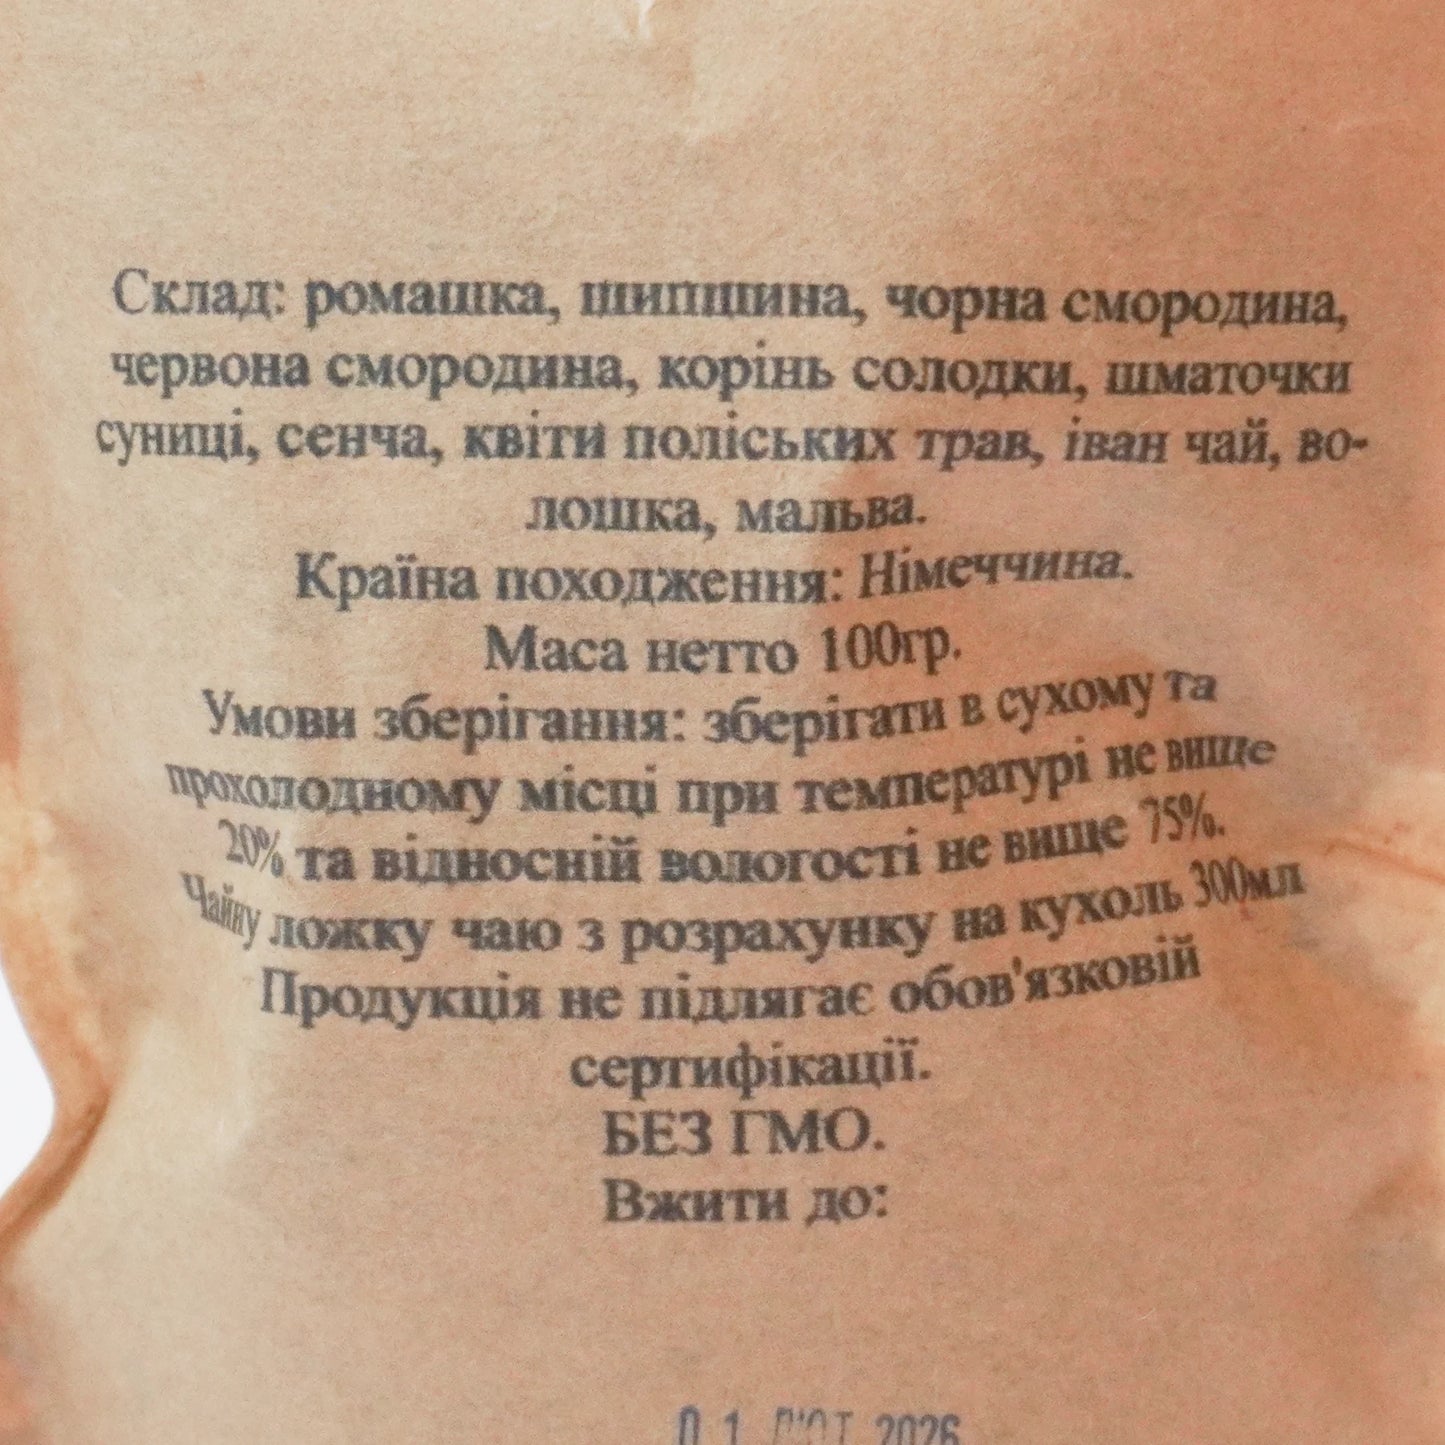 Склад: ромашка, шипшина, чорна смородина,
червона смородина, корінь солодки, шматочки
суниці, сенча, квіти поліських трав, іван чай, во-
лошка, мальва.
Країна походження: Німеччина.
Маса нетто 100гр.
Умови зберігання: зберігати в сухому та
прохолодному місці при температурі не вище
20% та відносній вологості не вище 75%.
Чайну ложку чаю з розрахунку на кухоль 300мл
Продукція не підлягає обов'язковій
сертифікації.
БЕЗ ГМО.
Вжити до:
01 ЛЮТ 2026